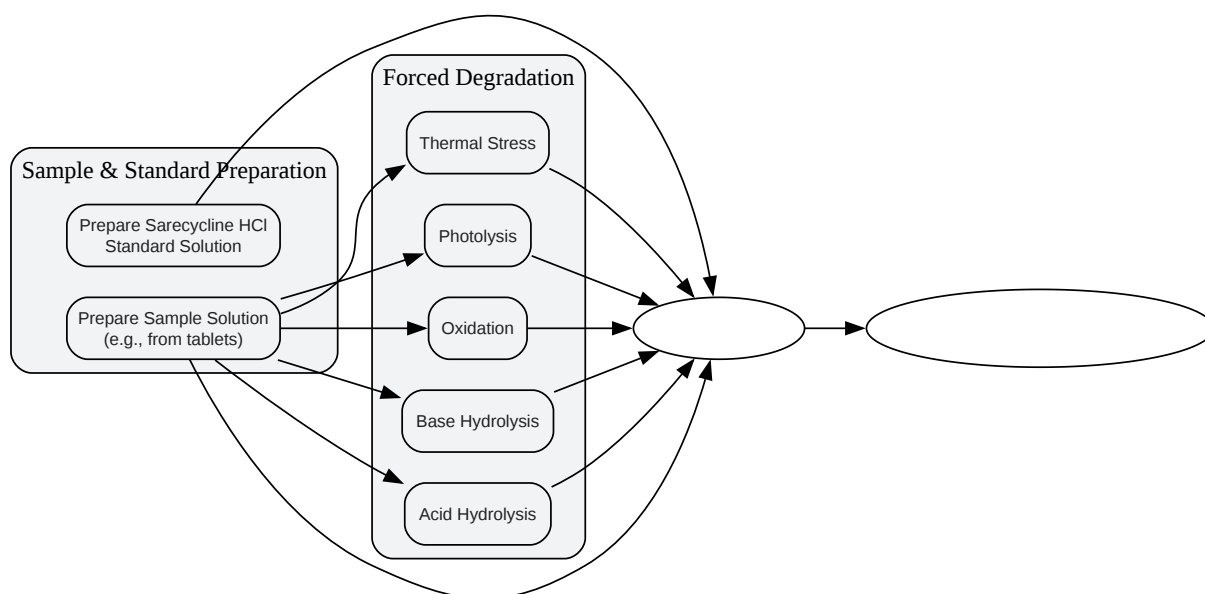 Sample & Standard Preparation
Prepare Sarecycline HCl
Standard Solution
Prepare Sample Solution
(e.g., from tablets)
Forced Degradation
Thermal Stress
Photolysis
Oxidation
Base Hydrolysis
Acid Hydrolysis